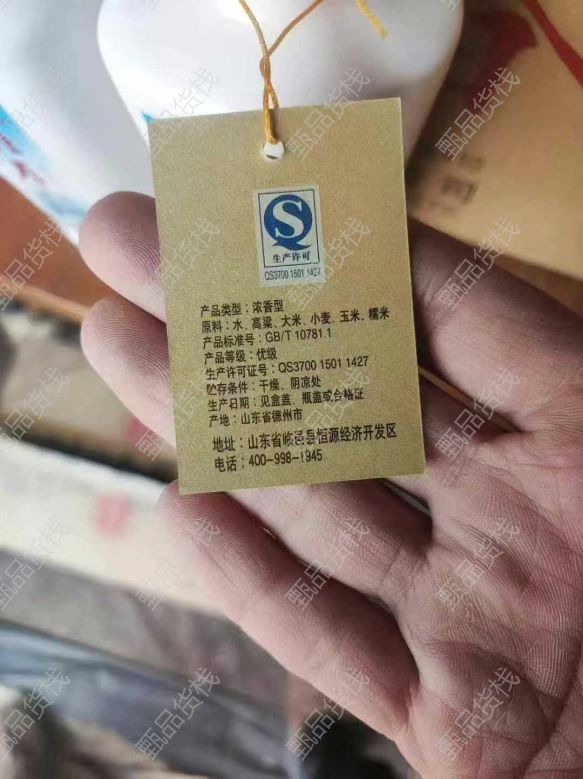 S
生产许可
QS3700 1501 1427
产品类型：浓香型
原料：水、高粱、大米、小麦、玉米、糯米
产品标准号：GB/T 10781.1
产品等级：优级
生产许可证号：QS3700 1501 1427
贮存条件：干燥、阴凉处
生产日期：见盒盖、瓶盖或合格证
产地：山东省德州市
地址：山东省临邑县恒源经济开发区
电话：400-998-1945
甄品货栈